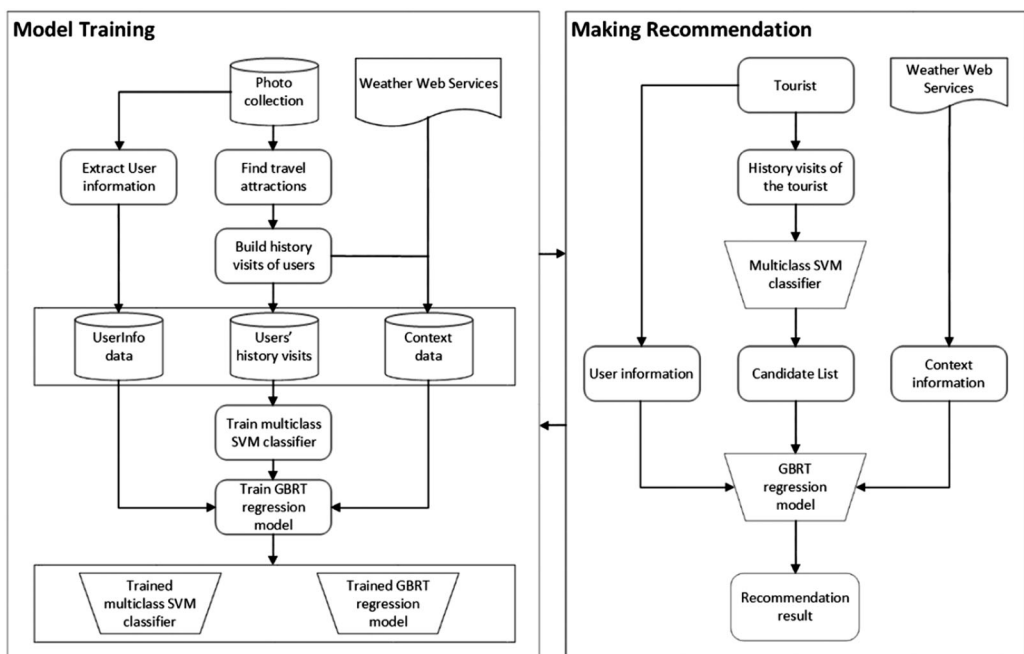 Model Training
Photo
collection
Weather Web Services
Extract User
information
Find travel
attractions
Build history
visits of users
UserInfo
data
Users'
history visits
Context
data
Train multiclass
SVM classifier
Train GBRT
regression
model
Trained
multiclass SVM
classifier
Trained GBRT
regression
model
Making Recommendation
Tourist
Weather Web
Services
History visits of
the tourist
Multiclass SVM
classifier
User information
Candidate List
Context
information
GBRT
regression
model
Recommendation
result